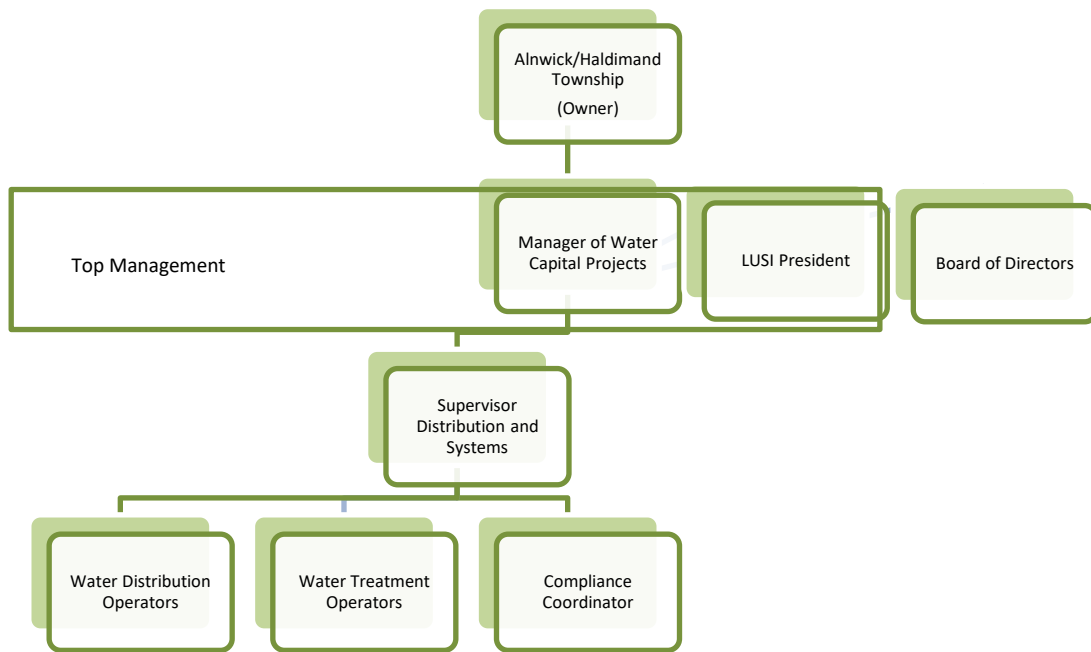 Alnwick/Haldimand
Township
(Owner)
Top Management
Manager of Water
Capital Projects
LUSI President
Board of Directors
Supervisor
Distribution and
Systems
Water Distribution
Operators
Water Treatment
Operators
Compliance
Coordinator